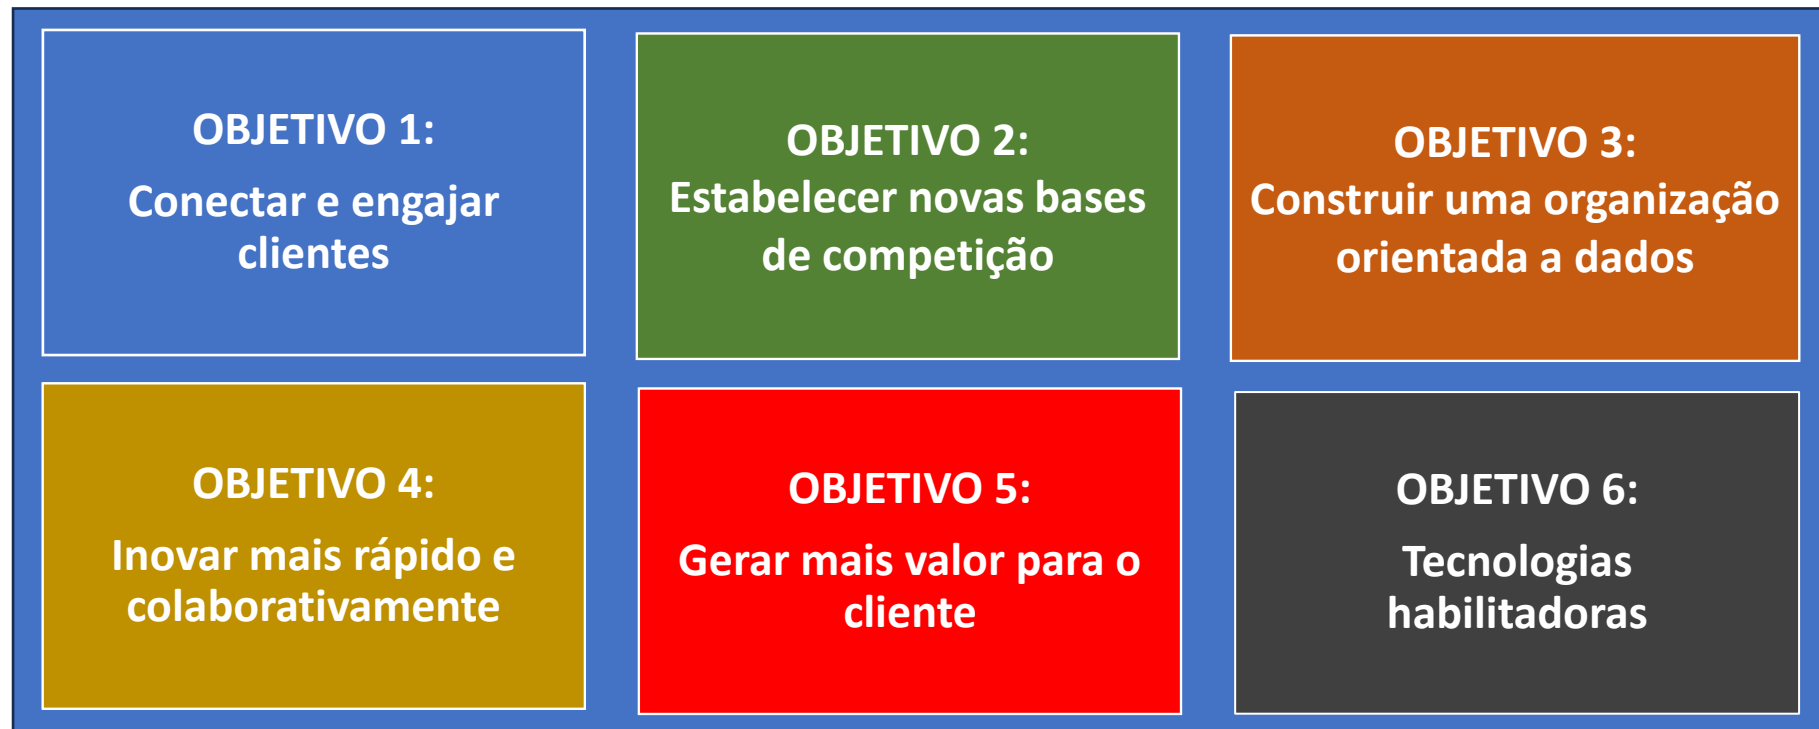 OBJETIVO 1:
Conectar e engajar
clientes
OBJETIVO 2:
Estabelecer novas bases
de competição
OBJETIVO 3:
Construir uma organização
orientada a dados
OBJETIVO 4:
Inovar mais rápido e
colaborativamente
OBJETIVO 5:
Gerar mais valor para o
cliente
OBJETIVO 6:
Tecnologias
habilitadoras